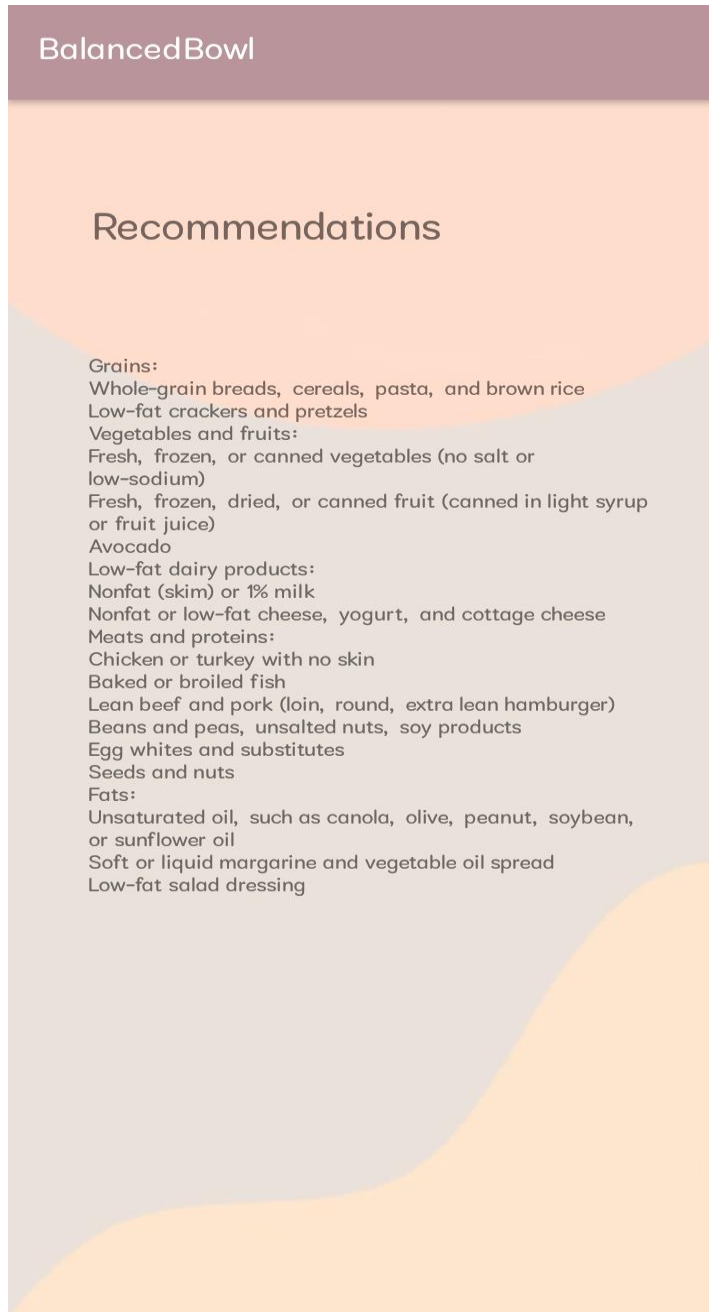 BalancedBowl
Recommendations
Grains:
Whole-grain breads, cereals, pasta, and brown rice
Low-fat crackers and pretzels
Vegetables and fruits:
Fresh, frozen, or canned vegetables (no salt or
low-sodium)
Fresh, frozen, dried, or canned fruit (canned in light syrup
or fruit juice)
Avocado
Low-fat dairy products:
Nonfat (skim) or 1% milk
Nonfat or low-fat cheese, yogurt, and cottage cheese
Meats and proteins:
Chicken or turkey with no skin
Baked or broiled fish
Lean beef and pork (loin, round, extra lean hamburger)
Beans and peas, unsalted nuts, soy products
Egg whites and substitutes
Seeds and nuts
Fats:
Unsaturated oil, such as canola, olive, peanut, soybean,
or sunflower oil
Soft or liquid margarine and vegetable oil spread
Low-fat salad dressing